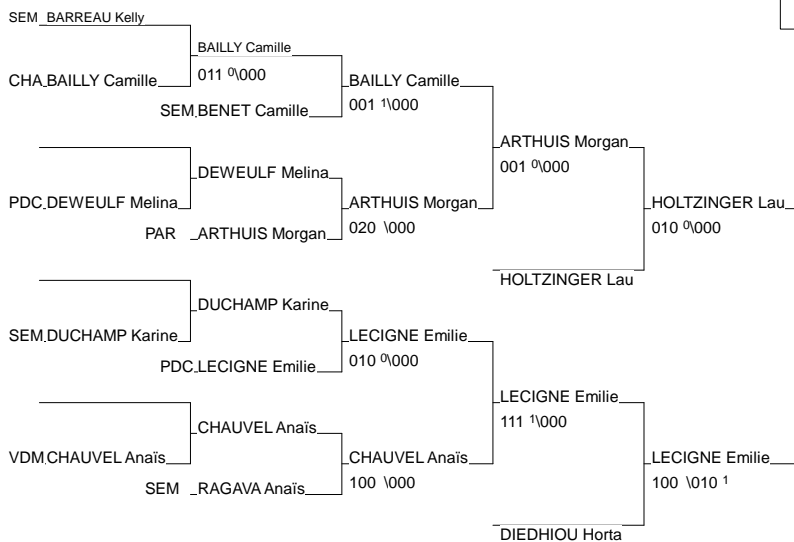 SEM BARREAU Kelly
BAILLY Camille
011 0\000
CHA BAILLY Camille
BAILLY Camille
001 1\000
SEM BENET Camille
ARTHUIS Morgan
001 0\000
DEWEULF Melina
PDC DEWEULF Melina
ARTHUIS Morgan
020 \000
HOLTZINGER Lau
010 0\000
PAR ARTHUIS Morgan
HOLTZINGER Lau
DUCHAMP Karine
SEM DUCHAMP Karine
LECIGNE Emilie
010 0\000
PDC LECIGNE Emilie
LECIGNE Emilie
111 1\000
CHAUVEL Anaïs
VDM CHAUVEL Anaïs
CHAUVEL Anaïs
100 \000
LECIGNE Emilie
100 \010 1
SEM RAGAVA Anaïs
DIEDHIOU Horta